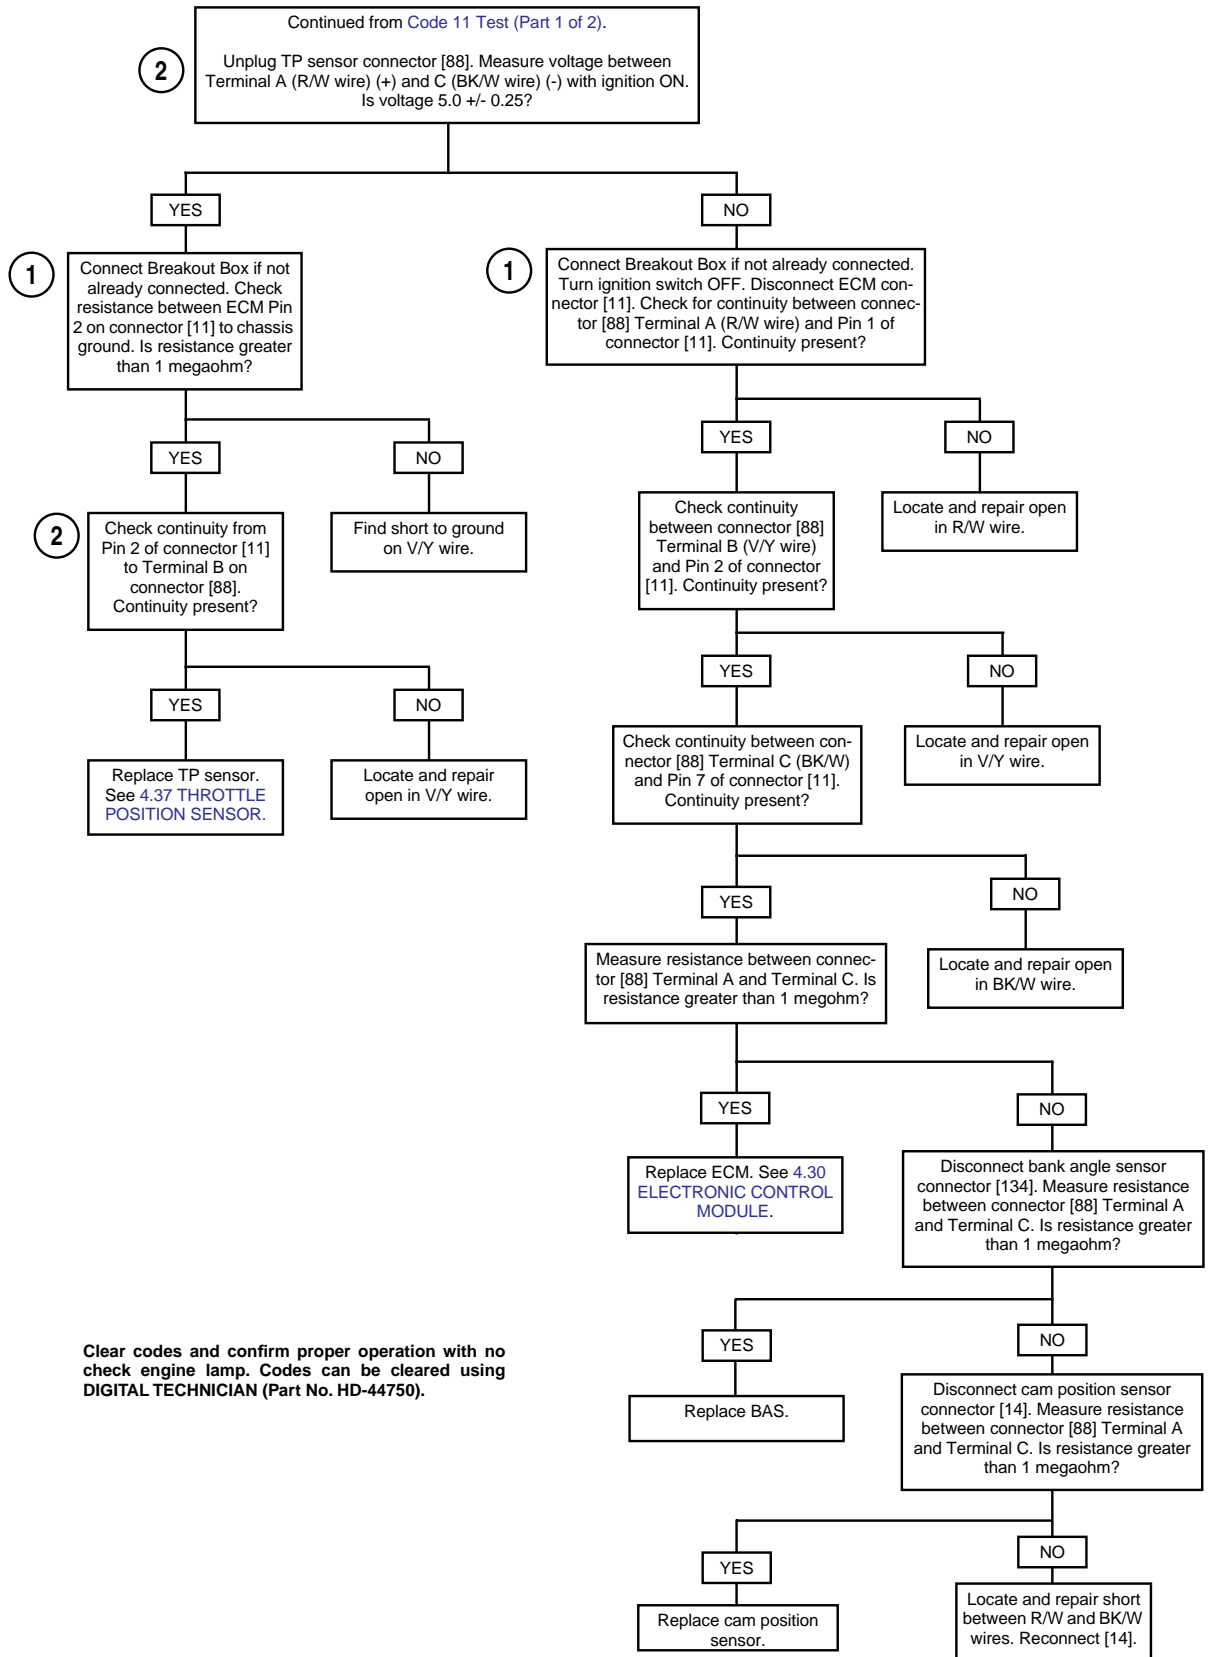 Continued from Code 11 Test (Part 1 of 2).
2
Unplug TP sensor connector [88]. Measure voltage between
Terminal A (R/W wire) (+) and C (BK/W wire) (-) with ignition ON.
Is voltage 5.0 +/- 0.25?
YES
NO
1
Connect Breakout Box if not
already connected. Check
resistance between ECM Pin
2 on connector [11] to chassis
ground. Is resistance greater
than 1 megaohm?
1
Connect Breakout Box if not already connected.
Turn ignition switch OFF. Disconnect ECM con-
nector [11]. Check for continuity between connec-
tor [88] Terminal A (R/W wire) and Pin 1 of
connector [11]. Continuity present?
YES
NO
YES
NO
2
Check continuity from
Pin 2 of connector [11]
to Terminal B on
connector [88].
Continuity present?
Find short to ground
on V/Y wire.
Check continuity
between connector [88]
Terminal B (V/Y wire)
and Pin 2 of connector
[11]. Continuity present?
Locate and repair open
in R/W wire.
YES
NO
YES
NO
Replace TP sensor.
See 4.37 THROTTLE
POSITION SENSOR.
Locate and repair
open in V/Y wire.
Check continuity between con-
nector [88] Terminal C (BK/W)
and Pin 7 of connector [11].
Continuity present?
Locate and repair open
in V/Y wire.
YES
NO
Measure resistance between connec-
tor [88] Terminal A and Terminal C. Is
resistance greater than 1 megohm?
Locate and repair open
in BK/W wire.
YES
NO
Replace ECM. See 4.30
ELECTRONIC CONTROL
MODULE.
Disconnect bank angle sensor
connector [134]. Measure resistance
between connector [88] Terminal A
and Terminal C. Is resistance greater
than 1 megaohm?
YES
NO
Clear codes and confirm proper operation with no
check engine lamp. Codes can be cleared using
DIGITAL TECHNICIAN (Part No. HD-44750).
Replace BAS.
Disconnect cam position sensor
connector [14]. Measure resistance
between connector [88] Terminal A
and Terminal C. Is resistance greater
than 1 megaohm?
YES
NO
Replace cam position
sensor.
Locate and repair short
between R/W and BK/W
wires. Reconnect [14].